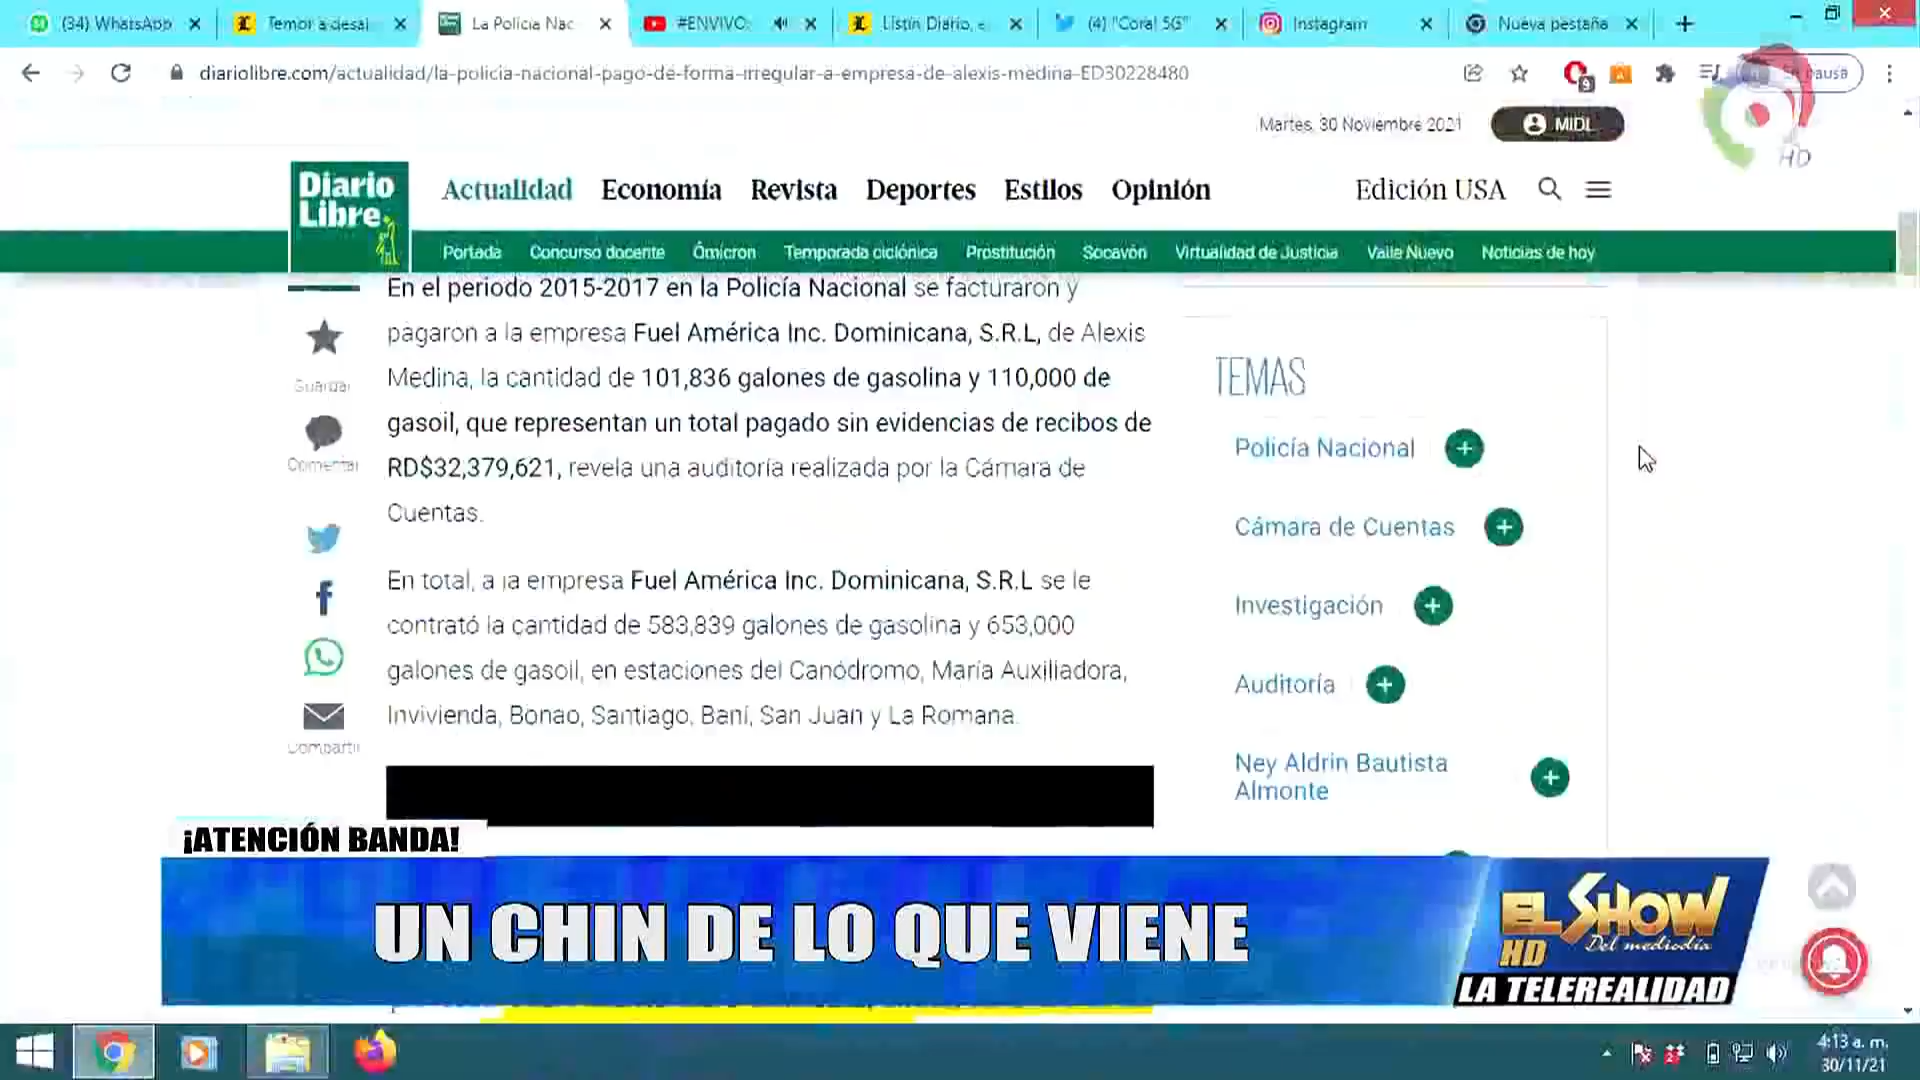 (34) WhatsApp
Temor a desal
La Policía Nac
#ENVIVO:
Listín Diario, e
(4) "Coral 5G"
Instagram
Nueva pestaña
diariolibre.com/actualidad/la-policia-nacional-pago-de-forma-irregular-a-empresa-de-alexis-medina-ED30228480
9
En pausa
Martes, 30 Noviembre 2021
MIDL
HD
Diario
Libre
Actualidad
Economía
Revista
Deportes
Estilos
Opinión
Edición USA
Portada
Concurso docente
Ómicron
Temporada ciclónica
Prostitución
Socavón
Virtualidad de Justicia
Valle Nuevo
Noticias de hoy
En el periodo 2015-2017 en la Policía Nacional se facturaron y
pagaron a la empresa Fuel América Inc. Dominicana, S.R.L, de Alexis
Medina, la cantidad de 101,836 galones de gasolina y 110,000 de
gasoil, que representan un total pagado sin evidencias de recibos de
RD$32,379,621, revela una auditoría realizada por la Cámara de
Cuentas.
En total, a la empresa Fuel América Inc. Dominicana, S.R.L se le
contrató la cantidad de 583,839 galones de gasolina y 653,000
galones de gasoil, en estaciones del Canódromo, María Auxiliadora,
Invivienda, Bonao, Santiago, Baní, San Juan y La Romana.
Guardar
Comentar
Compartir
TEMAS
Policía Nacional
Cámara de Cuentas
Investigación
Auditoría
Ney Aldrin Bautista
Almonte
¡ATENCIÓN BANDA!
UN CHIN DE LO QUE VIENE
EL SHOW
HD Del mediodía
LA TELEREALIDAD
4:13 a. m.
30/11/21